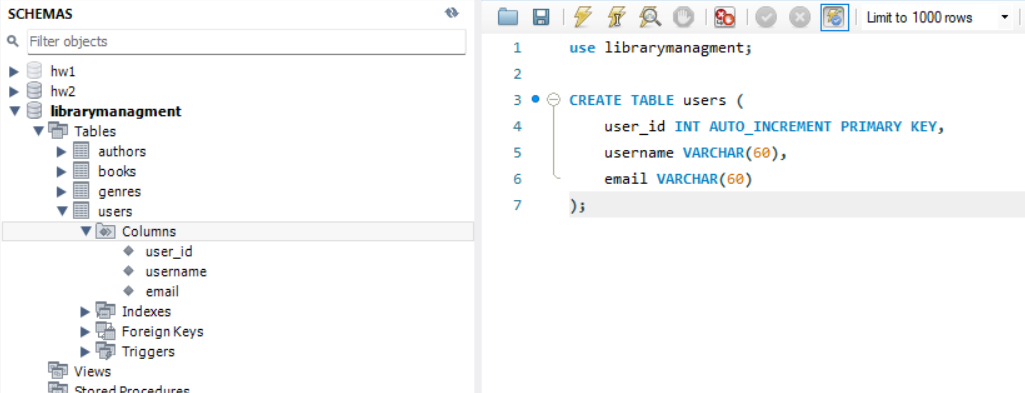 SCHEMAS
Filter objects
hw1
hw2
librarymanagment
Tables
authors
books
genres
users
Columns
user_id
username
email
Indexes
Foreign Keys
Triggers
Views
Stored Procedures
Limit to 1000 rows
1 use librarymanagment;
2
3 CREATE TABLE users (
4 user_id INT AUTO_INCREMENT PRIMARY KEY,
5 username VARCHAR(60),
6 email VARCHAR(60)
7 );